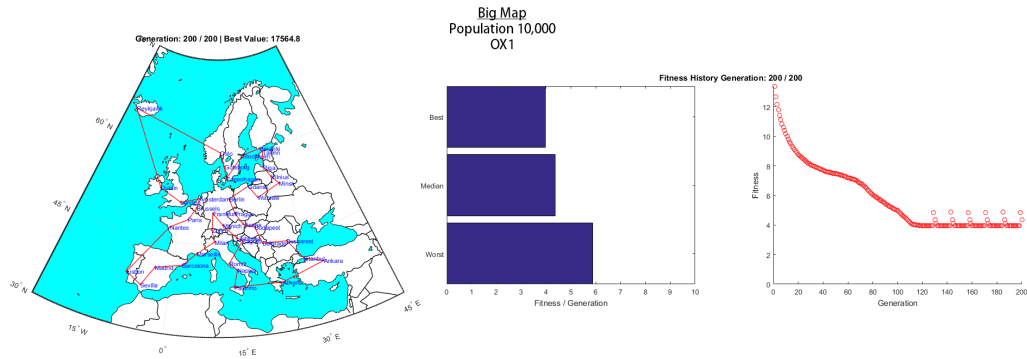 Big Map
Population 10,000
OX1
Generation: 200 / 200 | Best Value: 17564.8
60° N
45° N
30° N
15° W
0°
15° E
30° E
45° E
Reykjavik
Oslo
Stockholm
Riga
Vilnius
Minsk
Gdansk
Warsaw
Copenhagen
Berlin
Amsterdam
Brussels
Paris
Nantes
Munich
Budapest
Milan
Marseille
Barcelona
Madrid
Lisbon
Sevilla
Rome
Naples
Palermo
Athens
Istanbul
Ankara
Bucharest
Fitness History Generation: 200 / 200
Best
Median
Worst
0 1 2 3 4 5 6 7 8 9 10
Fitness / Generation
Fitness
12
10
8
6
4
2
0
0 20 40 60 80 100 120 140 160 180 200
Generation